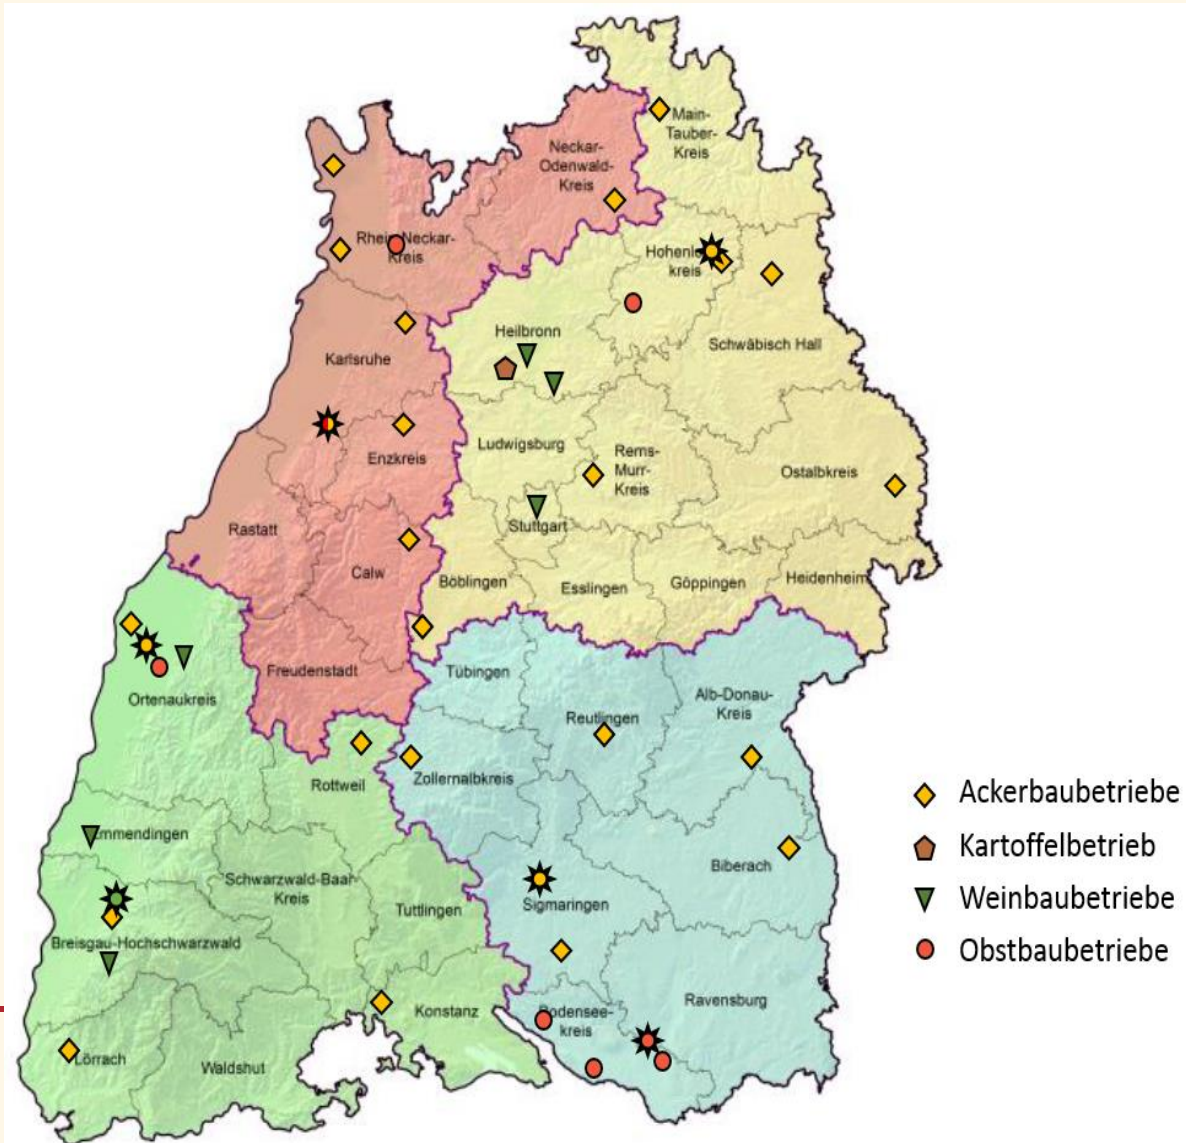 Main-
Tauber-
Kreis
Neckar-
Odenwald-
Kreis
Rhein-Neckar-
Kreis
kreis
Heilbronn
Schwäbisch Hall
Karlsruhe
Ludwigsburg
Enzkreis
Rems-
Murr-
Kreis
Ostalbkreis
Stuttgart
Rastatt
Calw
Böblingen
Esslingen
Göppingen
Heidenheim
Freudenstadt
Tübingen
Ortenaukreis
Alb-Donau-
Kreis
Reutlingen
Rottweil
Zollernalbkreis
Ackerbaubetriebe
Kartoffelbetrieb
Weinbaubetriebe
Obstbaubetriebe
Emmendingen
Biberach
Schwarzwald-Baar
Kreis
Sigmaringen
Tuttlingen
Breisgau-Hochschwarzwald
Ravensburg
Konstanz
Bodensee-
kreis
Lörrach
Waldshut